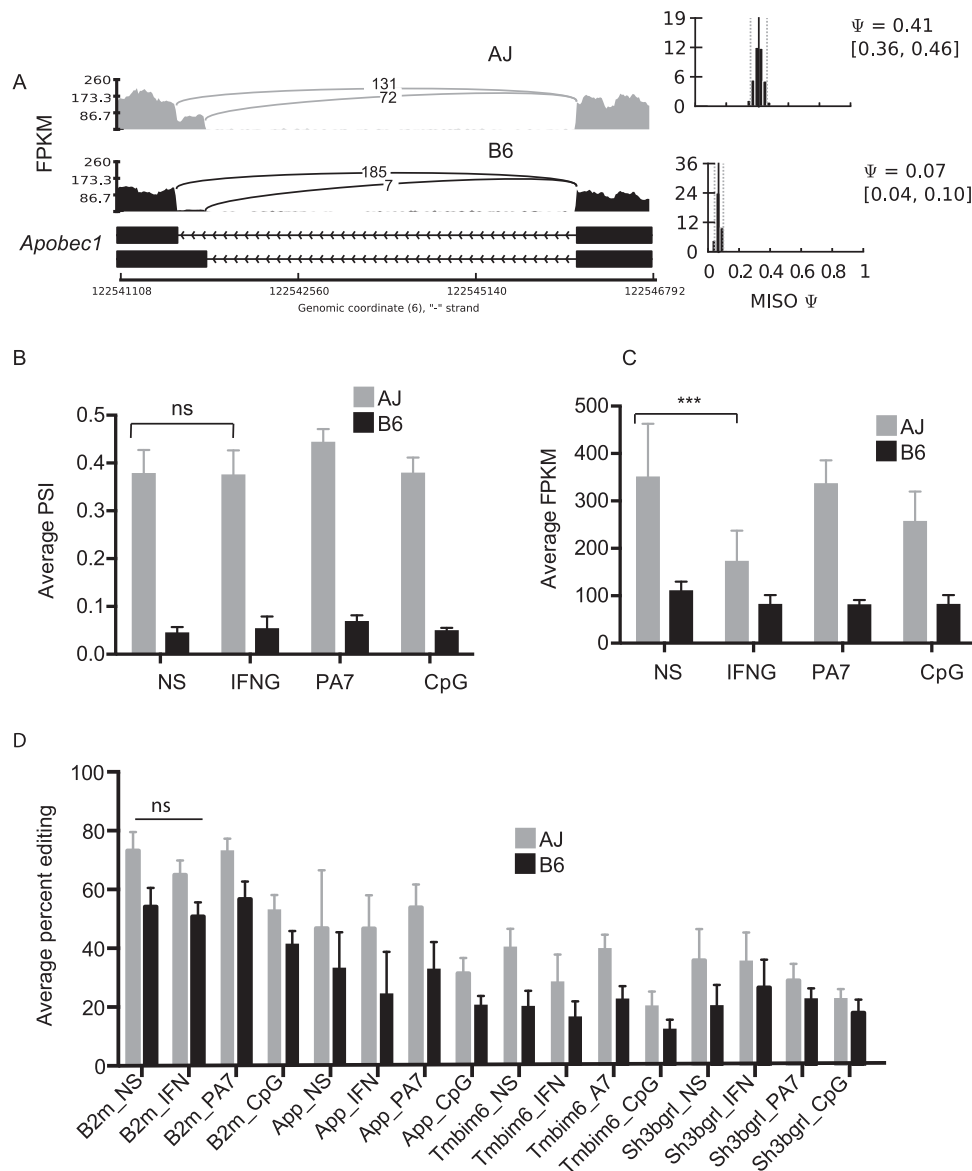 A
AJ
260
173.3
86.7
131
72
FPKM
B6
260
173.3
86.7
185
7
Apobec1
122541108 122542560 122545140 122546792
Genomic coordinate (6), "-" strand
19
12
6
0
Ψ = 0.41
[0.36, 0.46]
36
24
12
0
Ψ = 0.07
[0.04, 0.10]
0 0.2 0.4 0.6 0.8 1
MISO Ψ
B
AJ
B6
ns
Average PSI
0.5
0.4
0.3
0.2
0.1
0.0
NS IFNG PA7 CpG
C
AJ
B6
***
Average FPKM
500
400
300
200
100
0
NS IFNG PA7 CpG
D
ns
AJ
B6
Average percent editing
100
80
60
40
20
0
B2m_NS
B2m_IFN
B2m_PA7
B2m_CpG
App_NS
App_IFN
App_PA7
App_CpG
Tmbim6_NS
Tmbim6_IFN
Tmbim6_A7
Tmbim6_CpG
Sh3bgrl_NS
Sh3bgrl_IFN
Sh3bgrl_PA7
Sh3bgrl_CpG